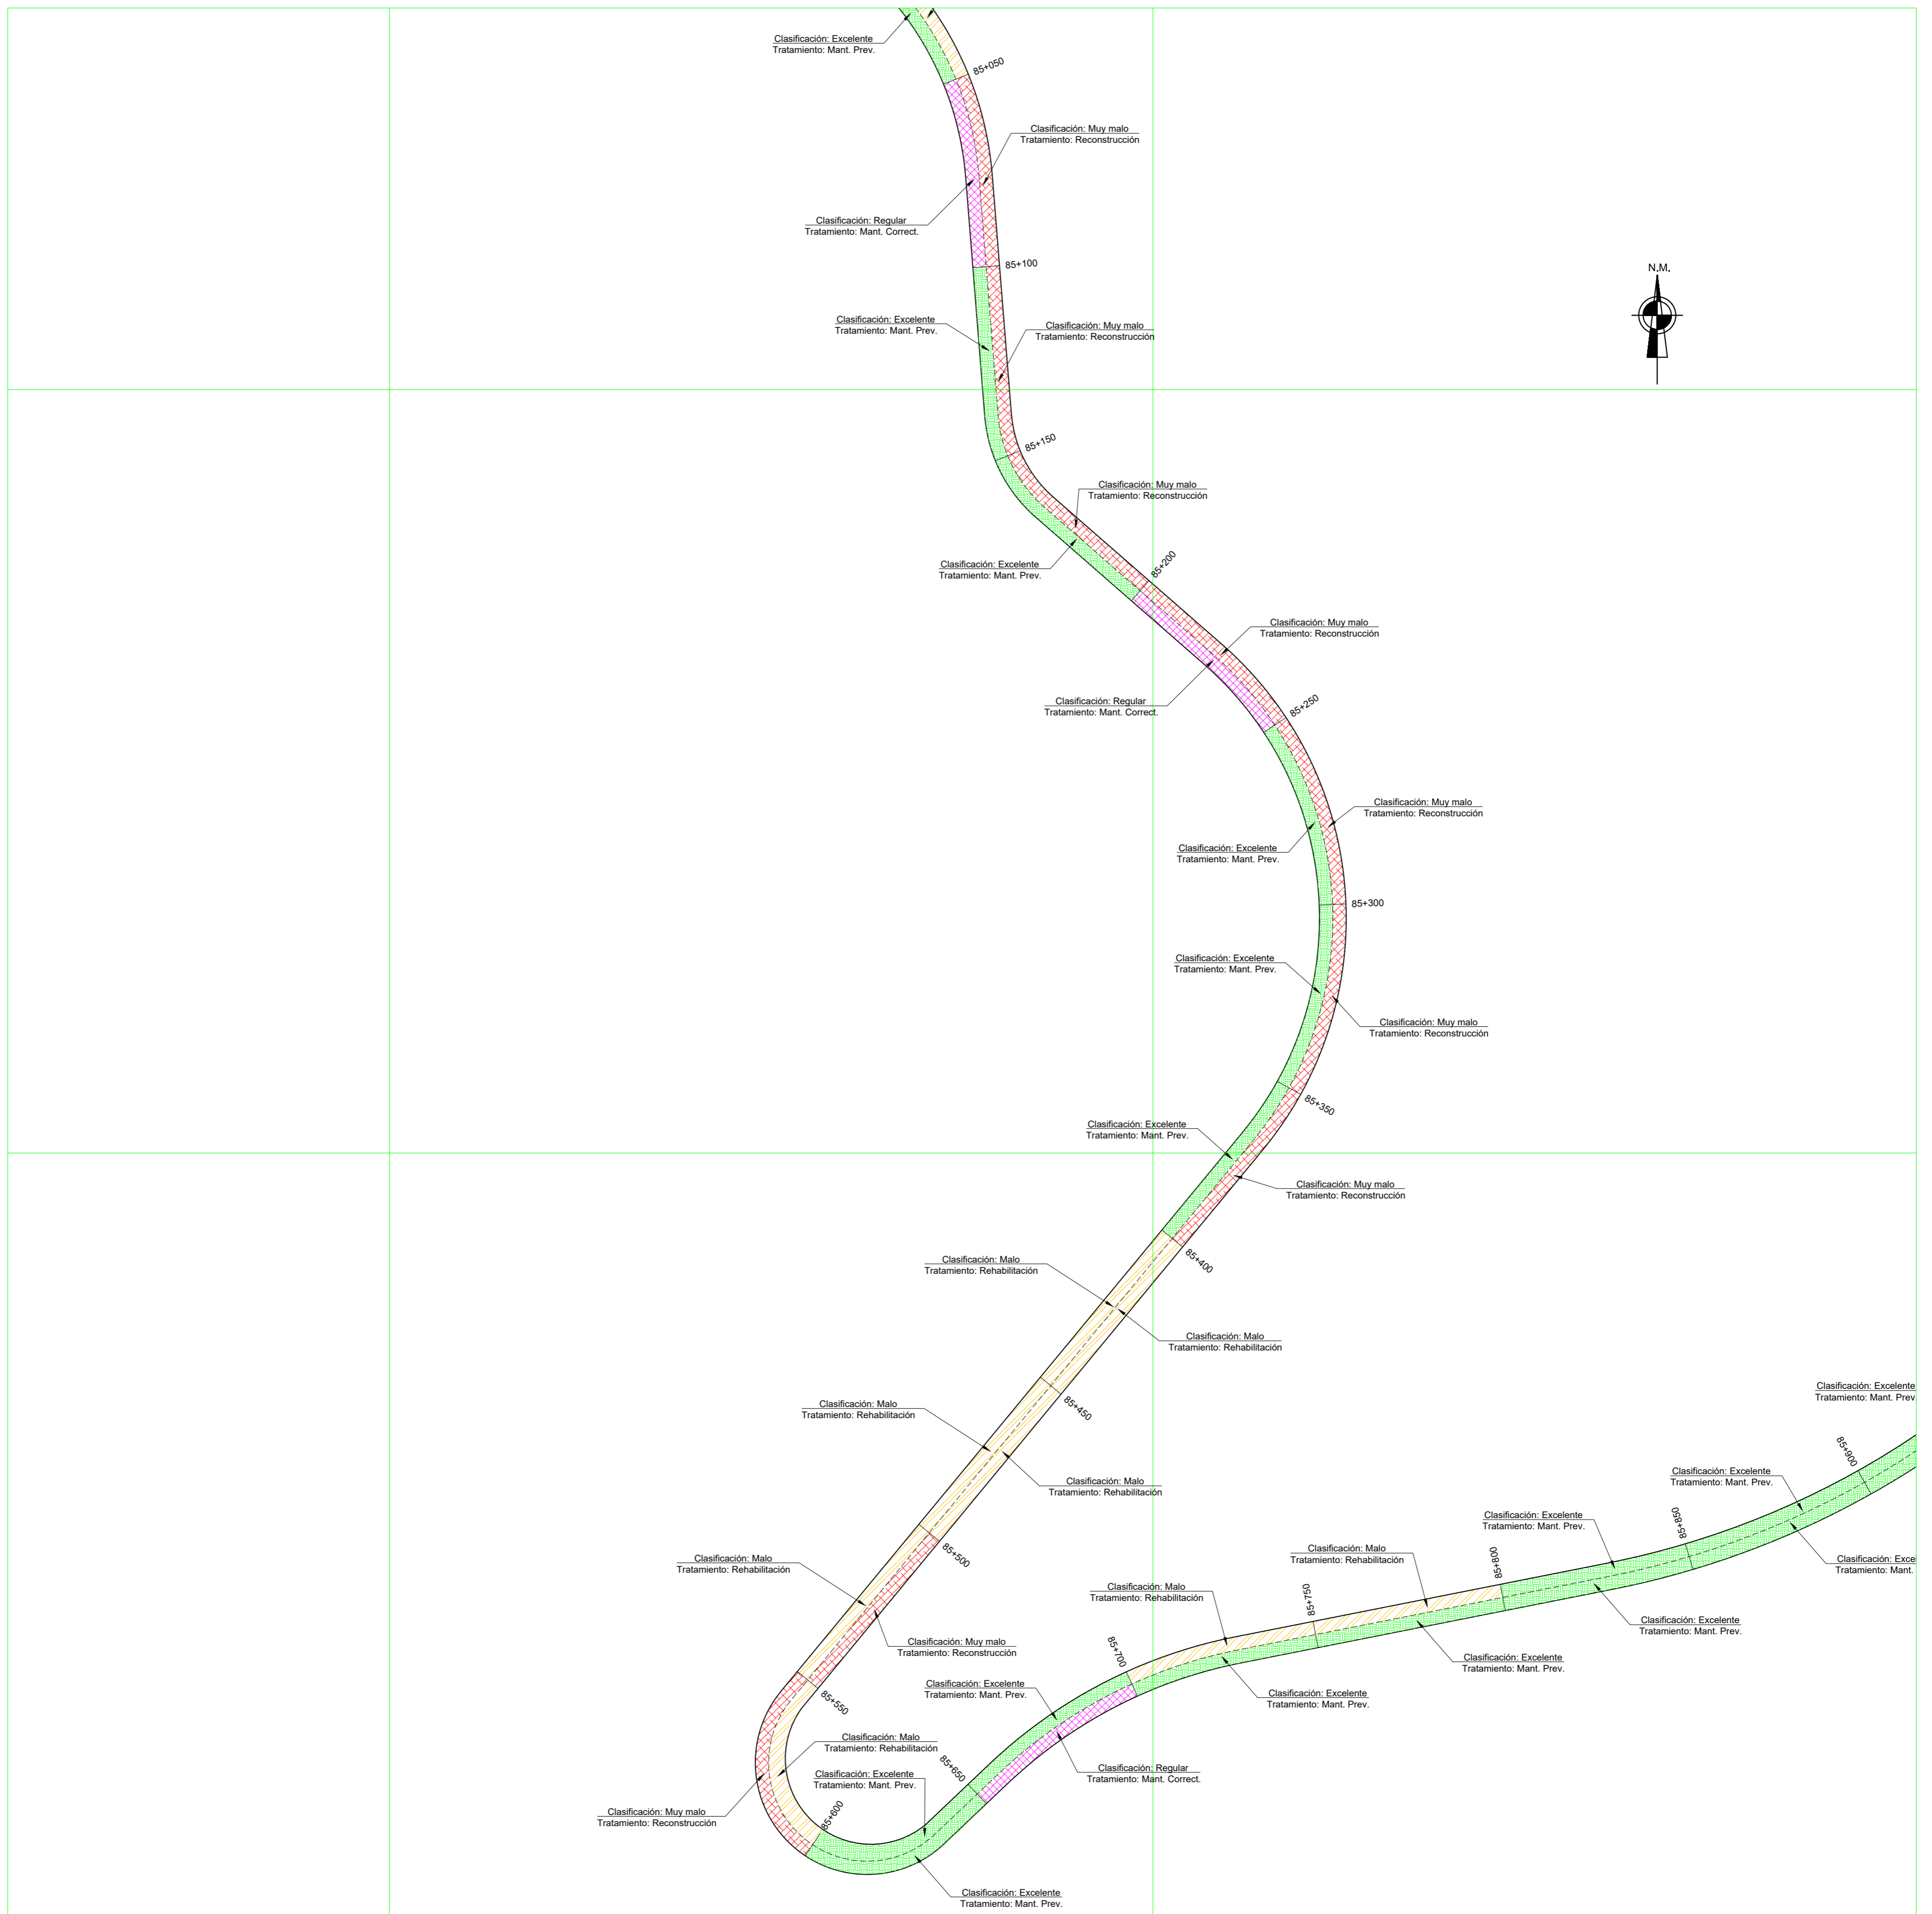 Clasificación: Excelente
Tratamiento: Mant. Prev.
85+050
Clasificación: Muy malo
Tratamiento: Reconstrucción
Clasificación: Regular
Tratamiento: Mant. Correct.
85+100
N.M.
Clasificación: Excelente
Tratamiento: Mant. Prev.
Clasificación: Muy malo
Tratamiento: Reconstrucción
85+150
Clasificación: Muy malo
Tratamiento: Reconstrucción
Clasificación: Excelente
Tratamiento: Mant. Prev.
85+200
Clasificación: Muy malo
Tratamiento: Reconstrucción
Clasificación: Regular
Tratamiento: Mant. Correct.
85+250
Clasificación: Muy malo
Tratamiento: Reconstrucción
Clasificación: Excelente
Tratamiento: Mant. Prev.
85+300
Clasificación: Excelente
Tratamiento: Mant. Prev.
Clasificación: Muy malo
Tratamiento: Reconstrucción
85+350
Clasificación: Excelente
Tratamiento: Mant. Prev.
Clasificación: Muy malo
Tratamiento: Reconstrucción
85+400
Clasificación: Malo
Tratamiento: Rehabilitación
Clasificación: Malo
Tratamiento: Rehabilitación
85+450
Clasificación: Excelente
Tratamiento: Mant. Prev.
Clasificación: Malo
Tratamiento: Rehabilitación
85+900
Clasificación: Excelente
Tratamiento: Mant. Prev.
Clasificación: Malo
Tratamiento: Rehabilitación
85+500
85+850
Clasificación: Excelente
Tratamiento: Mant. Prev.
85+800
Clasificación: Malo
Tratamiento: Rehabilitación
Clasificación: Malo
Tratamiento: Rehabilitación
Clasificación: Exce
Tratamiento: Mant.
85+750
Clasificación: Malo
Tratamiento: Rehabilitación
Clasificación: Excelente
Tratamiento: Mant. Prev.
Clasificación: Muy malo
Tratamiento: Reconstrucción
85+700
Clasificación: Excelente
Tratamiento: Mant. Prev.
Clasificación: Excelente
Tratamiento: Mant. Prev.
Clasificación: Excelente
Tratamiento: Mant. Prev.
85+550
Clasificación: Malo
Tratamiento: Rehabilitación
85+650
Clasificación: Regular
Tratamiento: Mant. Correct.
Clasificación: Excelente
Tratamiento: Mant. Prev.
85+600
Clasificación: Muy malo
Tratamiento: Reconstrucción
Clasificación: Excelente
Tratamiento: Mant. Prev.